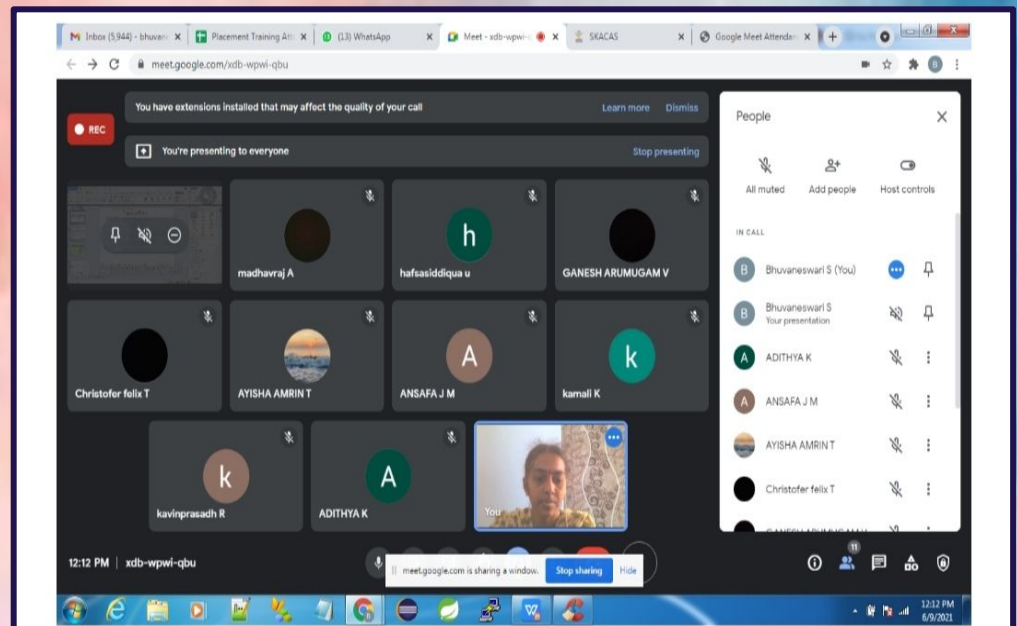 Inbox (5,944) - bhuvan
Placement Training Att
(13) WhatsApp
Meet - xdb-wpwi-
SKACAS
Google Meet Attendan
meet.google.com/xdb-wpwi-qbu
B
REC
You have extensions installed that may affect the quality of your call Learn more Dismiss
You're presenting to everyone Stop presenting
madhavraj A
h
hafsasiddiqua u
GANESH ARUMUGAM V
Christofer felix T
AYISHA AMRIN T
A
ANSAFA J M
k
kamali K
k
kavinprasadh R
A
ADITHYA K
You
People
All muted Add people Host controls
IN CALL
B Bhuvaneswari S (You)
B Bhuvaneswari S
Your presentation
A ADITHYA K
A ANSAFA J M
AYISHA AMRIN T
Christofer felix T
12:12 PM | xdb-wpwi-qbu
meet.google.com is sharing a window. Stop sharing Hide
11
12:12 PM
6/9/2021